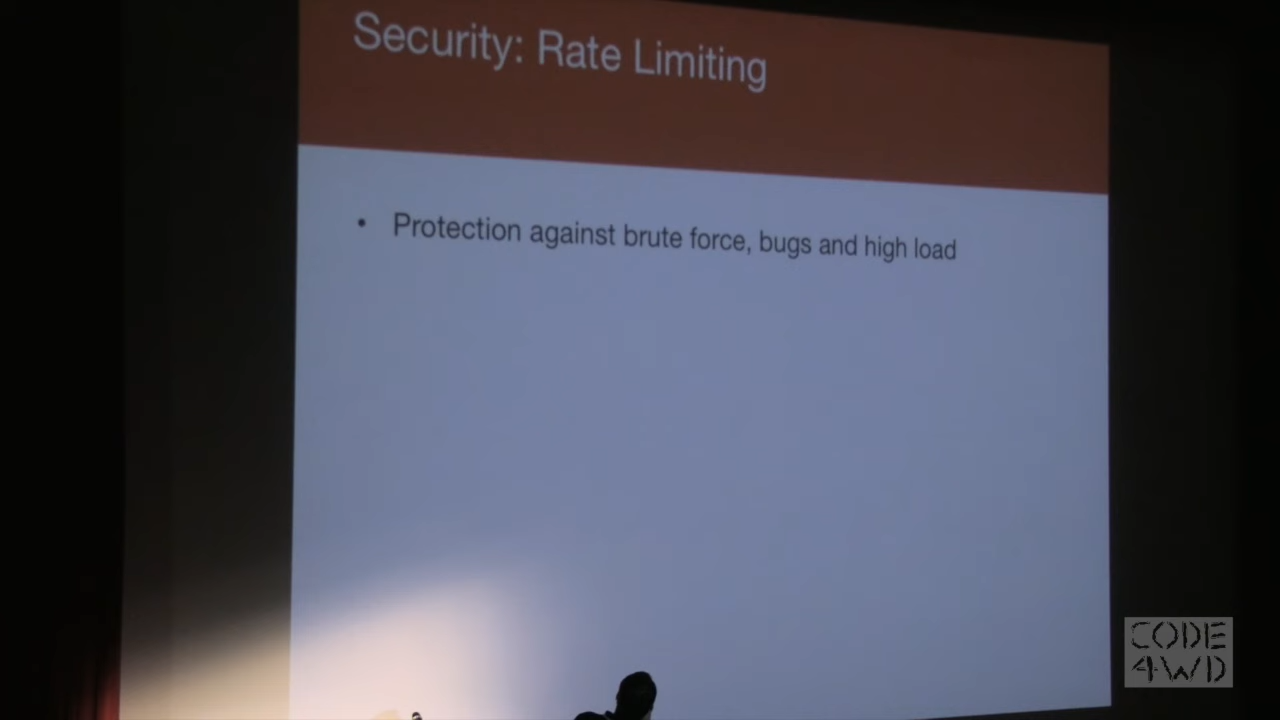 Security: Rate Limiting
• Protection against brute force, bugs and high load
CODE
4WD